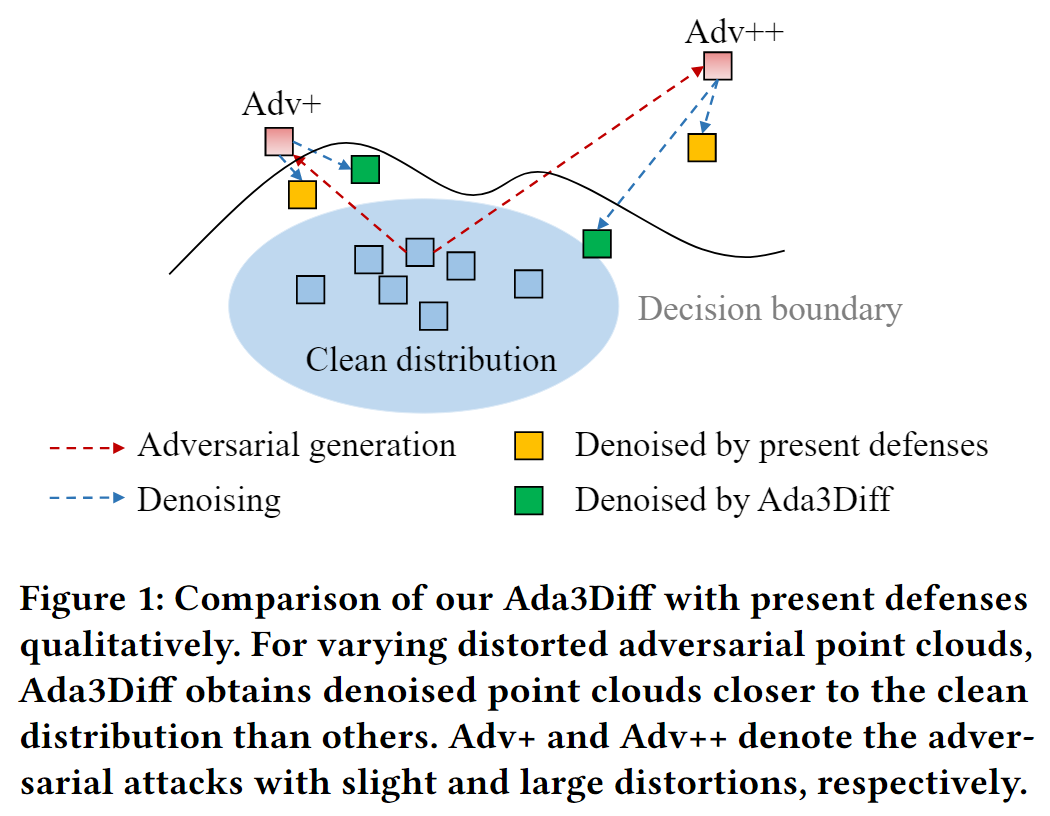 Adv++
Adv+
Decision boundary
Clean distribution
Adversarial generation
Denoised by present defenses
Denoising
Denoised by Ada3Diff
Figure 1: Comparison of our Ada3Diff with present defenses
qualitatively. For varying distorted adversarial point clouds,
Ada3Diff obtains denoised point clouds closer to the clean
distribution than others. Adv+ and Adv++ denote the adver-
sarial attacks with slight and large distortions, respectively.